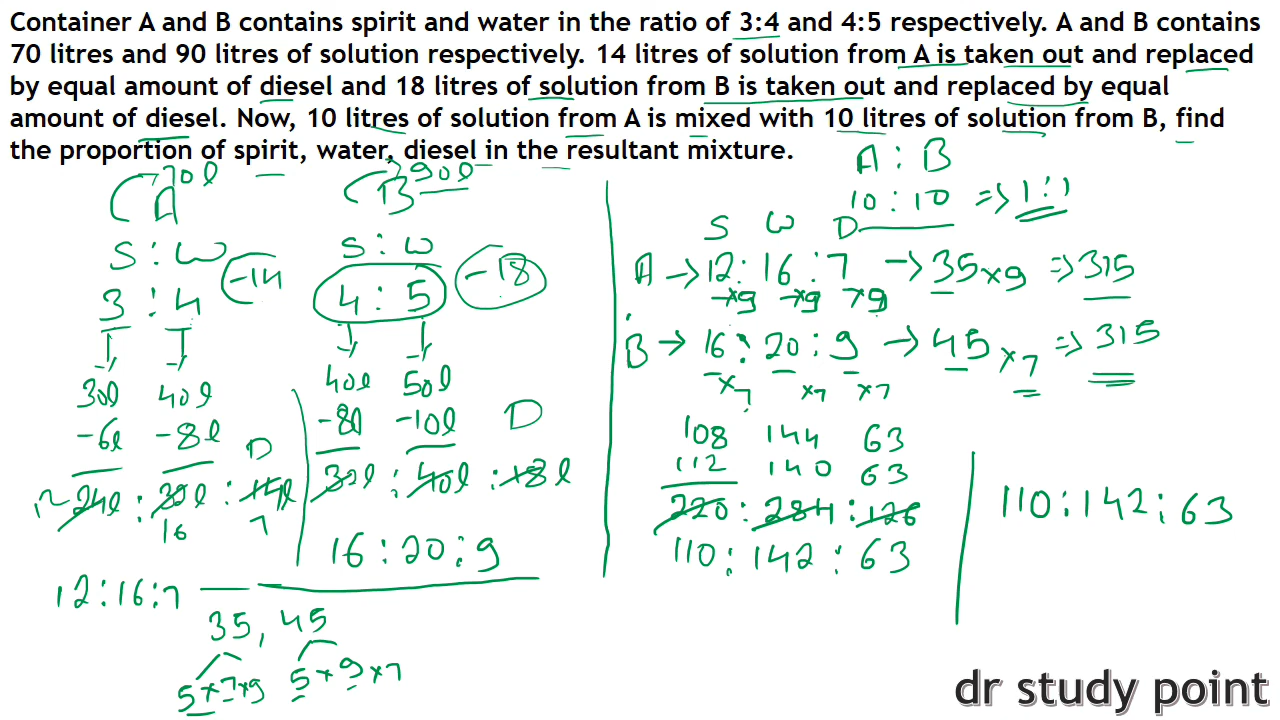 Container A and B contains spirit and water in the ratio of 3:4 and 4:5 respectively. A and B contains
70 litres and 90 litres of solution respectively. 14 litres of solution from A is taken out and replaced
by equal amount of diesel and 18 litres of solution from B is taken out and replaced by equal
amount of diesel. Now, 10 litres of solution from A is mixed with 10 litres of solution from B, find
the proportion of spirit, water, diesel in the resultant mixture.
A 70l
S : W
3 : 4
-14
30l 40l
-6l -8l D
24l : 32l : 14l
12 16 7
12:16:7
B 90l
S : W
4 : 5
-18
40l 50l
-8l -10l D
32l : 40l : 18l
16:20:9
35, 45
5×7×9 5×9×7
A : B
10 : 10 => 1:1
S W D
A -> 12 : 16 : 7 -> 35×9 => 315
×9 ×9 ×9
B -> 16 : 20 : 9 -> 45×7 => 315
×7 ×7 ×7
108 144 63
112 140 63
220 : 284 : 126
110 : 142 : 63
110:142:63
dr study point